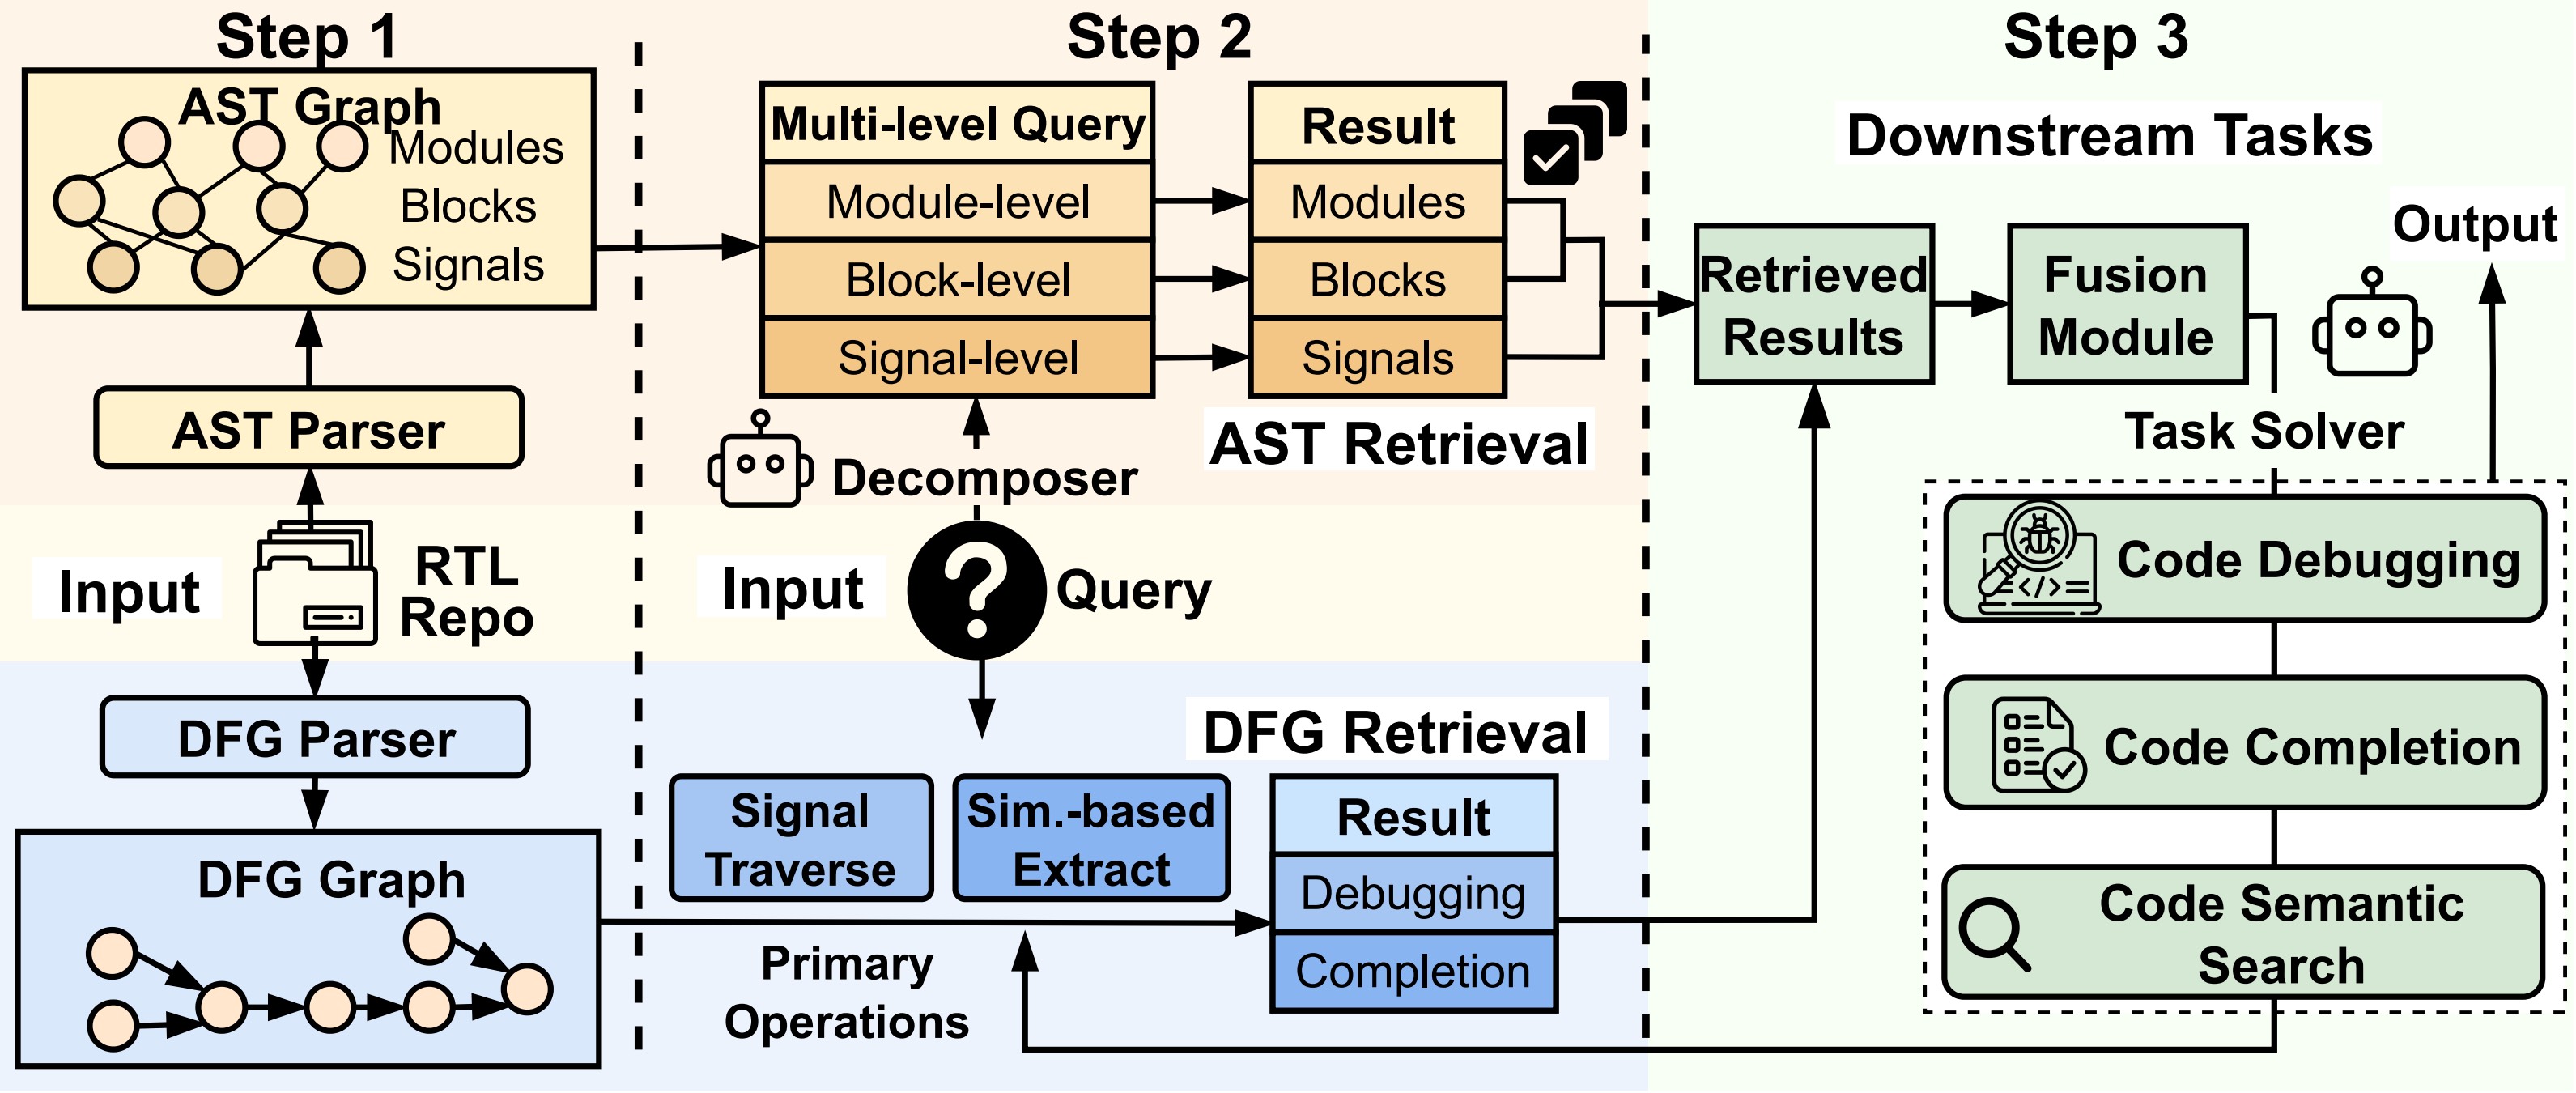 Step 1
AST Graph
Modules
Blocks
Signals
AST Parser
Input
RTL
Repo
DFG Parser
DFG Graph
Step 2
Multi-level Query
Module-level
Block-level
Signal-level
Result
Modules
Blocks
Signals
AST Retrieval
Decomposer
Input
Query
DFG Retrieval
Signal
Traverse
Sim.-based
Extract
Result
Debugging
Completion
Primary
Operations
Step 3
Downstream Tasks
Output
Retrieved
Results
Fusion
Module
Task Solver
</>
Code Debugging
Code Completion
Code Semantic
Search